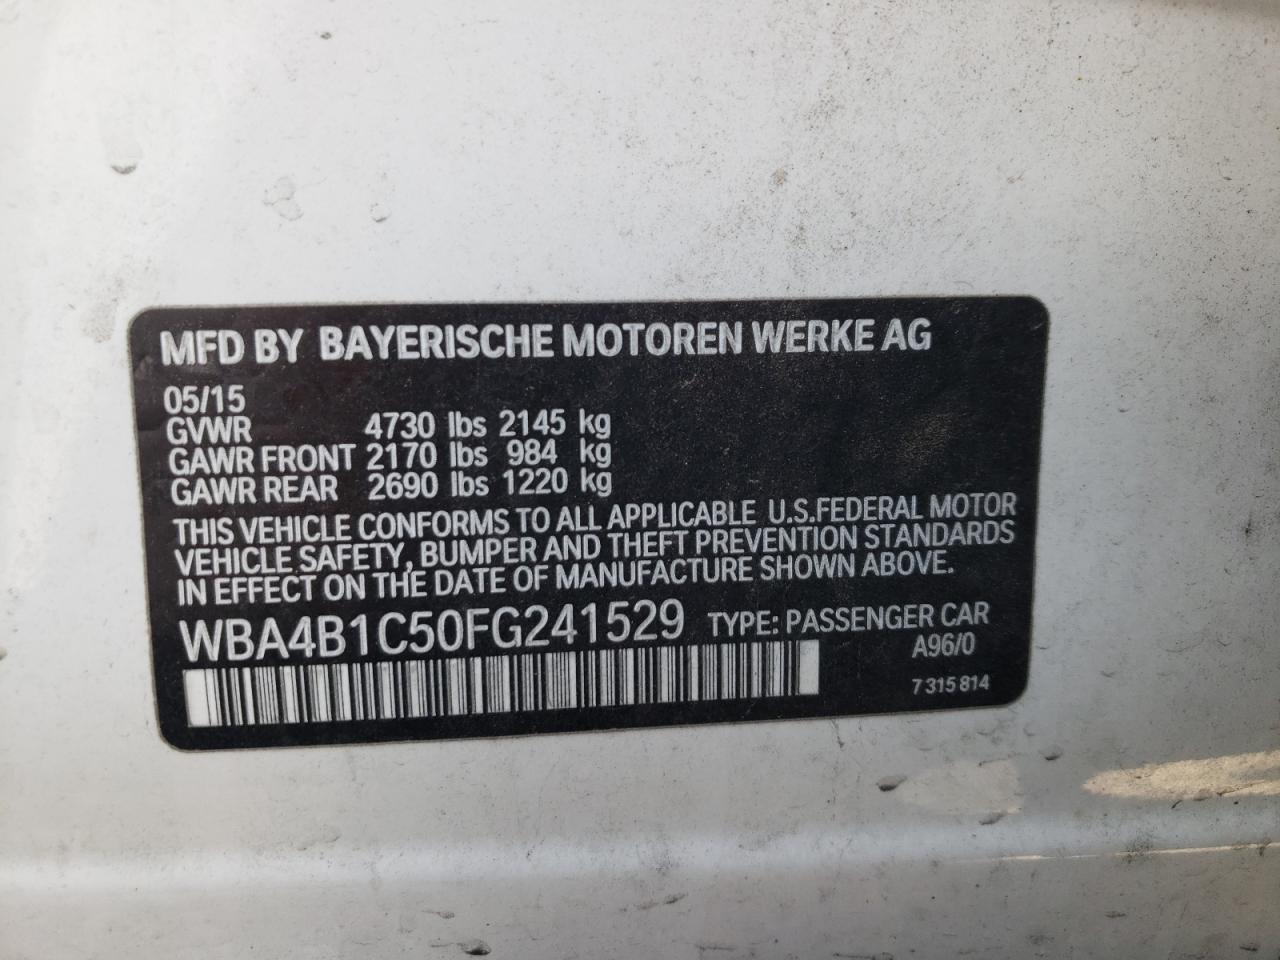 MFD BY BAYERISCHE MOTOREN WERKE AG
05/15
GVWR 4730 lbs 2145 kg
GAWR FRONT 2170 lbs 984 kg
GAWR REAR 2690 lbs 1220 kg
THIS VEHICLE CONFORMS TO ALL APPLICABLE U.S.FEDERAL MOTOR
VEHICLE SAFETY, BUMPER AND THEFT PREVENTION STANDARDS
IN EFFECT ON THE DATE OF MANUFACTURE SHOWN ABOVE.
WBA4B1C50FG241529 TYPE: PASSENGER CAR
A96/0
7 315 814